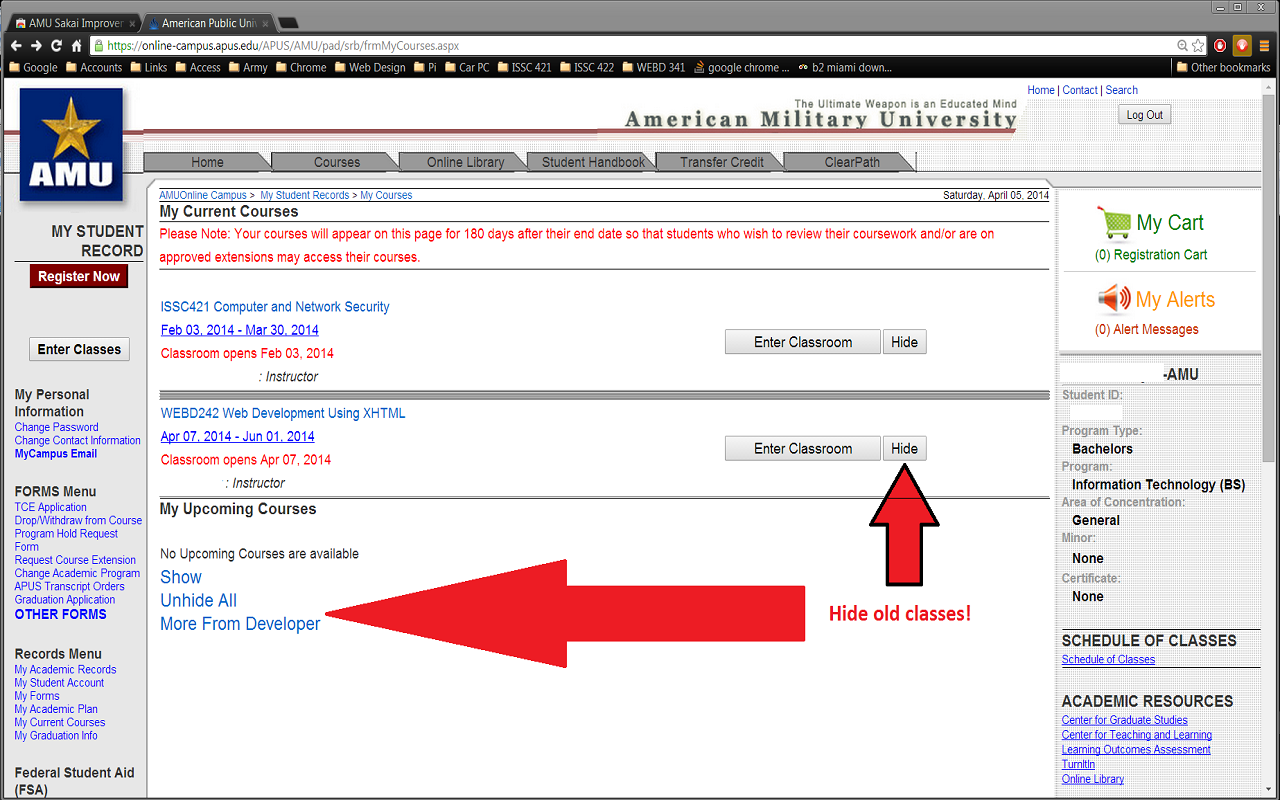 AMU Sakai Improver
American Public Univ
https://online-campus.apus.edu/APUS/AMU/pad/srb/frmMyCourses.aspx
Google Accounts Links Access Army Chrome Web Design Pi Car PC ISSC 421 ISSC 422 WEBD 341 google chrome ... b2 miami down... Other bookmarks
Home | Contact | Search
Log Out
The Ultimate Weapon is an Educated Mind
American Military University
AMU
Home Courses Online Library Student Handbook Transfer Credit ClearPath
MY STUDENT
RECORD
Register Now
Enter Classes
My Personal
Information
Change Password
Change Contact Information
MyCampus Email
FORMS Menu
TCE Application
Drop/Withdraw from Course
Program Hold Request
Form
Request Course Extension
Change Academic Program
APUS Transcript Orders
Graduation Application
OTHER FORMS
Records Menu
My Academic Records
My Student Account
My Forms
My Academic Plan
My Current Courses
My Graduation Info
Federal Student Aid
(FSA)
AMUOnline Campus > My Student Records > My Courses
Saturday, April 05, 2014
My Current Courses
Please Note: Your courses will appear on this page for 180 days after their end date so that students who wish to review their coursework and/or are on
approved extensions may access their courses.
ISSC421 Computer and Network Security
Feb 03, 2014 - Mar 30, 2014
Classroom opens Feb 03, 2014
: Instructor
Enter Classroom Hide
WEBD242 Web Development Using XHTML
Apr 07, 2014 - Jun 01, 2014
Classroom opens Apr 07, 2014
: Instructor
Enter Classroom Hide
My Upcoming Courses
No Upcoming Courses are available
Show
Unhide All
More From Developer
Hide old classes!
My Cart
(0) Registration Cart
My Alerts
(0) Alert Messages
-AMU
Student ID:
Program Type:
Bachelors
Program:
Information Technology (BS)
Area of Concentration:
General
Minor:
None
Certificate:
None
SCHEDULE OF CLASSES
Schedule of Classes
ACADEMIC RESOURCES
Center for Graduate Studies
Center for Teaching and Learning
Learning Outcomes Assessment
TurnItIn
Online Library